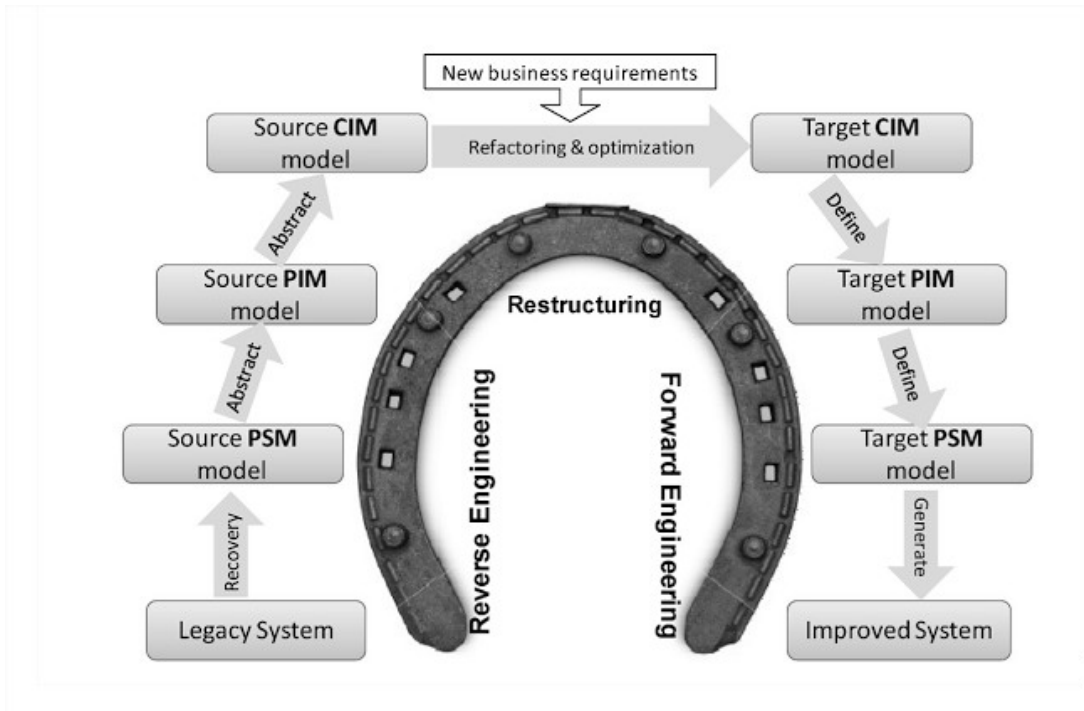 New business requirements
Source CIM
model
Refactoring & optimization
Target CIM
model
Abstract
Define
Source PIM
model
Restructuring
Target PIM
model
Abstract
Define
Reverse Engineering
Forward Engineering
Source PSM
model
Target PSM
model
Recovery
Generate
Legacy System
Improved System